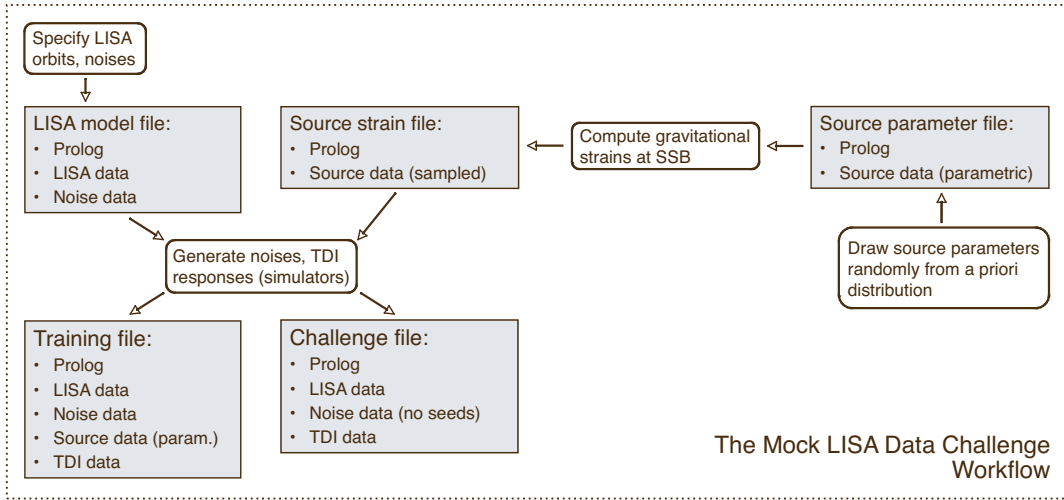 Specify LISA
orbits, noises
LISA model file:
• Prolog
• LISA data
• Noise data
Source strain file:
• Prolog
• Source data (sampled)
Compute gravitational
strains at SSB
Source parameter file:
• Prolog
• Source data (parametric)
Draw source parameters
randomly from a priori
distribution
Generate noises, TDI
responses (simulators)
Training file:
• Prolog
• LISA data
• Noise data
• Source data (param.)
• TDI data
Challenge file:
• Prolog
• LISA data
• Noise data (no seeds)
• TDI data
The Mock LISA Data Challenge
Workflow